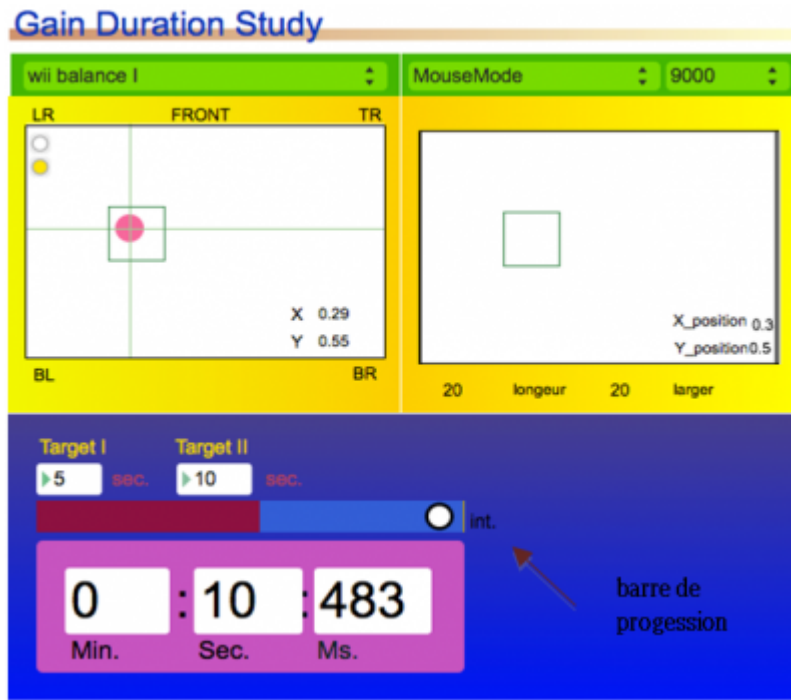 Gain Duration Study
wii balance I
MouseMode
9000
LR FRONT TR
X 0.29
Y 0.55
BL BR
X_position 0.3
Y_position0.5
20 longeur 20 larger
Target I Target II
5 sec. 10 sec.
int.
0 : 10 : 483
Min. Sec. Ms.
barre de
progession